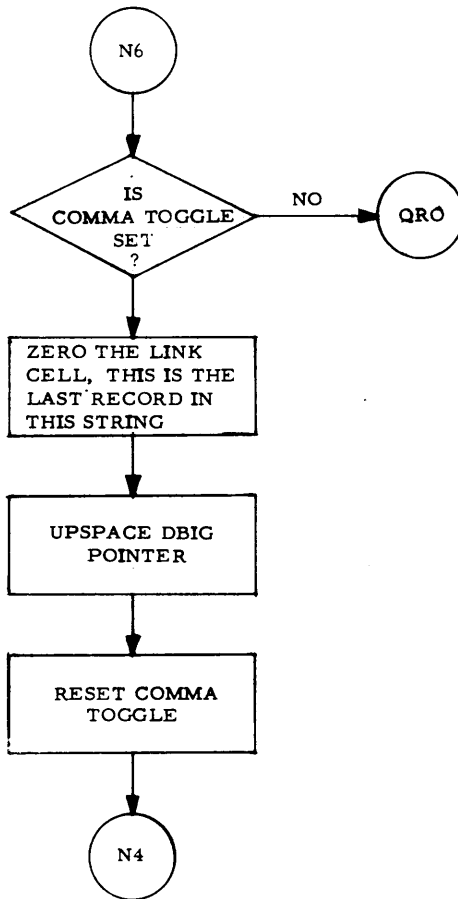 N6
IS
COMMA TOGGLE
SET
?
NO
QRO
ZERO THE LINK
CELL, THIS IS THE
LAST RECORD IN
THIS STRING
UPSPACE DBIG
POINTER
RESET COMMA
TOGGLE
N4